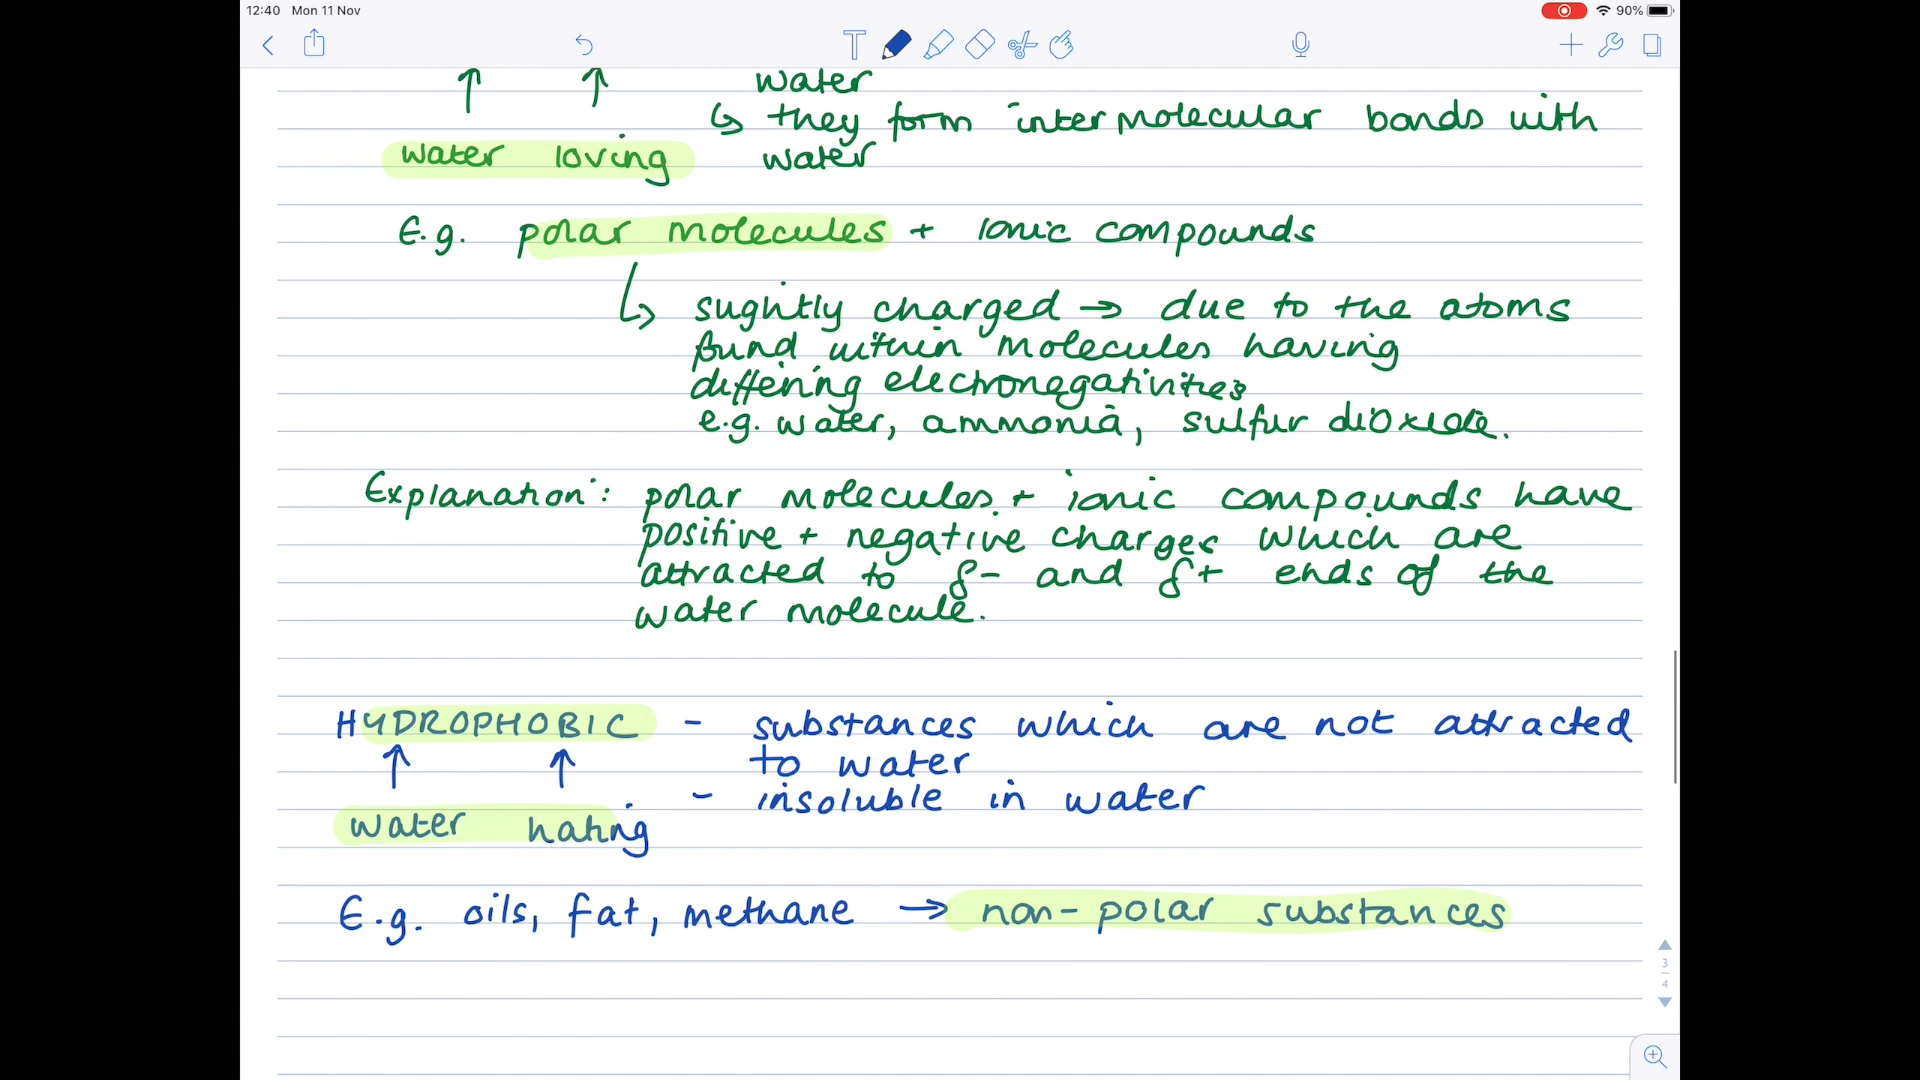 12:40 Mon 11 Nov
90%
T
water
↳ they form intermolecular bonds with
water loving water
E.g. polar molecules + ionic compounds
↳ slightly charged → due to the atoms
found within molecules having
differing electronegativities
e.g. water, ammonia, sulfur dioxide.
Explanation: polar molecules + ionic compounds have
positive + negative charges which are
attracted to δ- and δ+ ends of the
water molecule.
HYDROPHOBIC - substances which are not attracted
to water
- insoluble in water
water hating
E.g. oils, fat, methane → non-polar substances
3
4